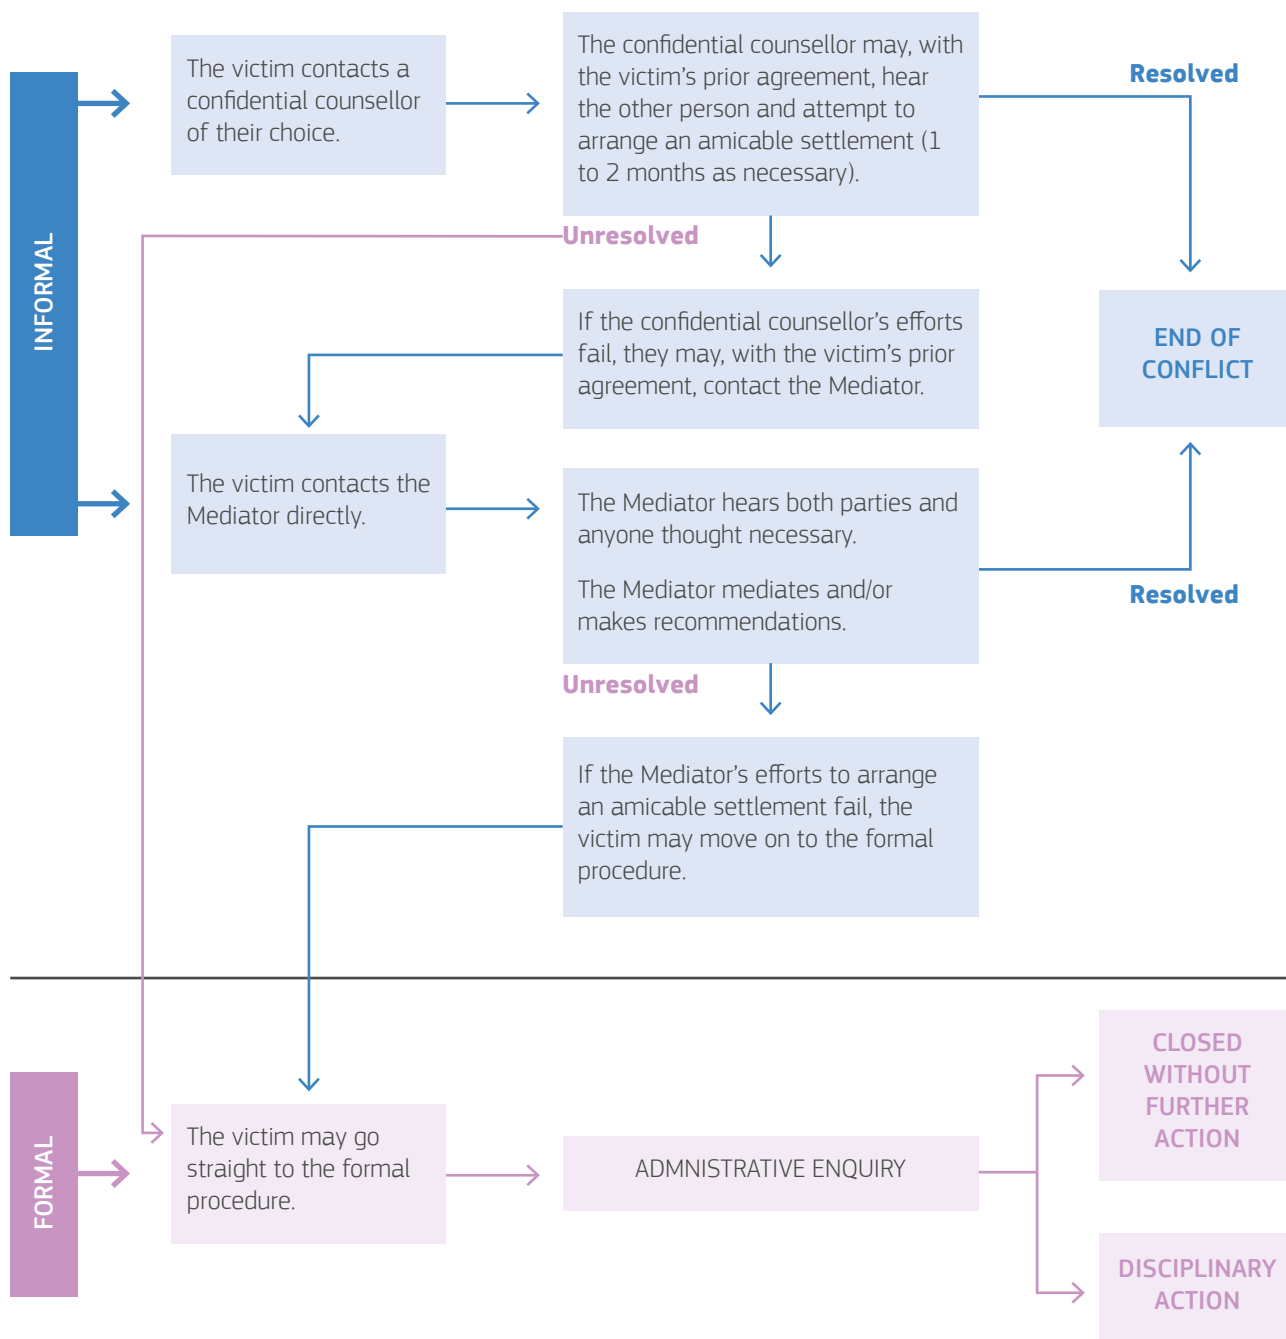 INFORMAL
The victim contacts a
confidential counsellor
of their choice.
The confidential counsellor may, with
the victim’s prior agreement, hear
the other person and attempt to
arrange an amicable settlement (1
to 2 months as necessary).
Resolved
Unresolved
If the confidential counsellor’s efforts
fail, they may, with the victim’s prior
agreement, contact the Mediator.
END OF
CONFLICT
The victim contacts the
Mediator directly.
The Mediator hears both parties and
anyone thought necessary.
The Mediator mediates and/or
makes recommendations.
Resolved
Unresolved
If the Mediator’s efforts to arrange
an amicable settlement fail, the
victim may move on to the formal
procedure.
FORMAL
The victim may go
straight to the formal
procedure.
ADMNISTRATIVE ENQUIRY
CLOSED
WITHOUT
FURTHER
ACTION
DISCIPLINARY
ACTION